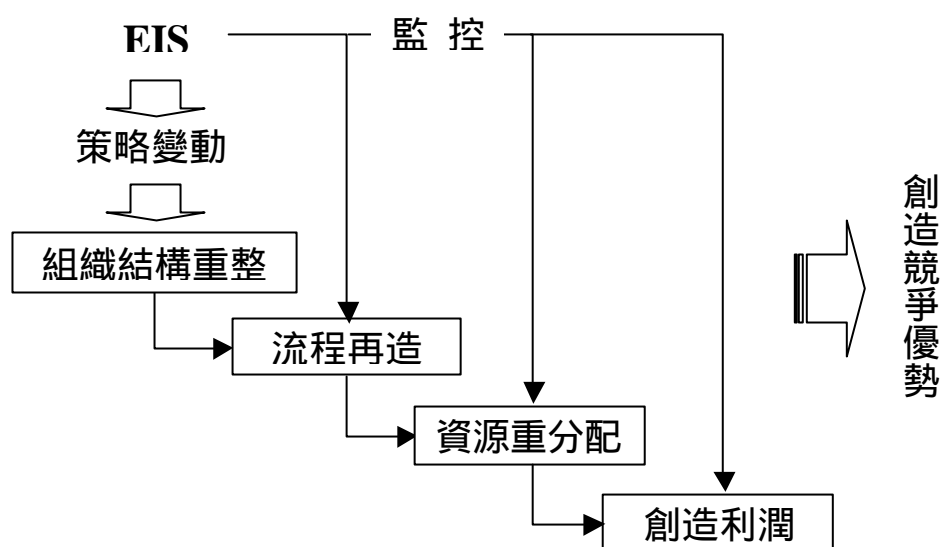 EIS 監 控
策略變動
組織結構重整
流程再造
資源重分配
創造利潤
創造競爭優勢